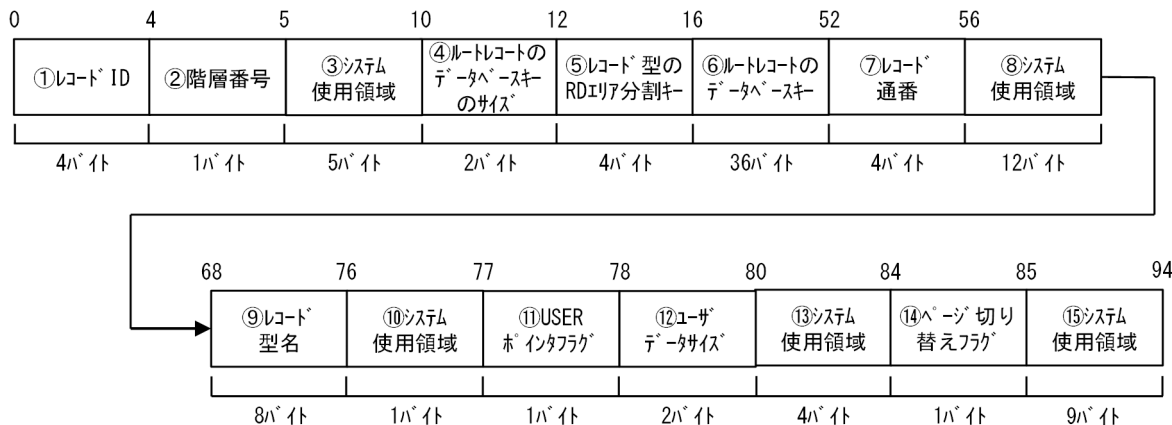 0 4 5 10 12 16 52 56
①ﾚｺｰﾄﾞID
②階層番号
③ｼｽﾃﾑ
使用領域
④ﾙｰﾄﾚｺｰﾄﾞの
ﾃﾞｰﾀﾍﾞｰｽｷｰ
のｻｲｽﾞ
⑤ﾚｺｰﾄﾞ型の
RDｴﾘｱ分割ｷｰ
⑥ﾙｰﾄﾚｺｰﾄﾞの
ﾃﾞｰﾀﾍﾞｰｽｷｰ
⑦ﾚｺｰﾄﾞ
通番
⑧ｼｽﾃﾑ
使用領域
4ﾊﾞｲﾄ 1ﾊﾞｲﾄ 5ﾊﾞｲﾄ 2ﾊﾞｲﾄ 4ﾊﾞｲﾄ 36ﾊﾞｲﾄ 4ﾊﾞｲﾄ 12ﾊﾞｲﾄ
68 76 77 78 80 84 85 94
⑨ﾚｺｰﾄﾞ
型名
⑩ｼｽﾃﾑ
使用領域
⑪USER
ﾎﾟｲﾝﾀﾌﾗｸﾞ
⑫ﾕｰｻﾞ
ﾃﾞｰﾀｻｲｽﾞ
⑬ｼｽﾃﾑ
使用領域
⑭ﾍﾟｰｼﾞ切り
替えﾌﾗｸﾞ
⑮ｼｽﾃﾑ
使用領域
8ﾊﾞｲﾄ 1ﾊﾞｲﾄ 1ﾊﾞｲﾄ 2ﾊﾞｲﾄ 4ﾊﾞｲﾄ 1ﾊﾞｲﾄ 9ﾊﾞｲﾄ